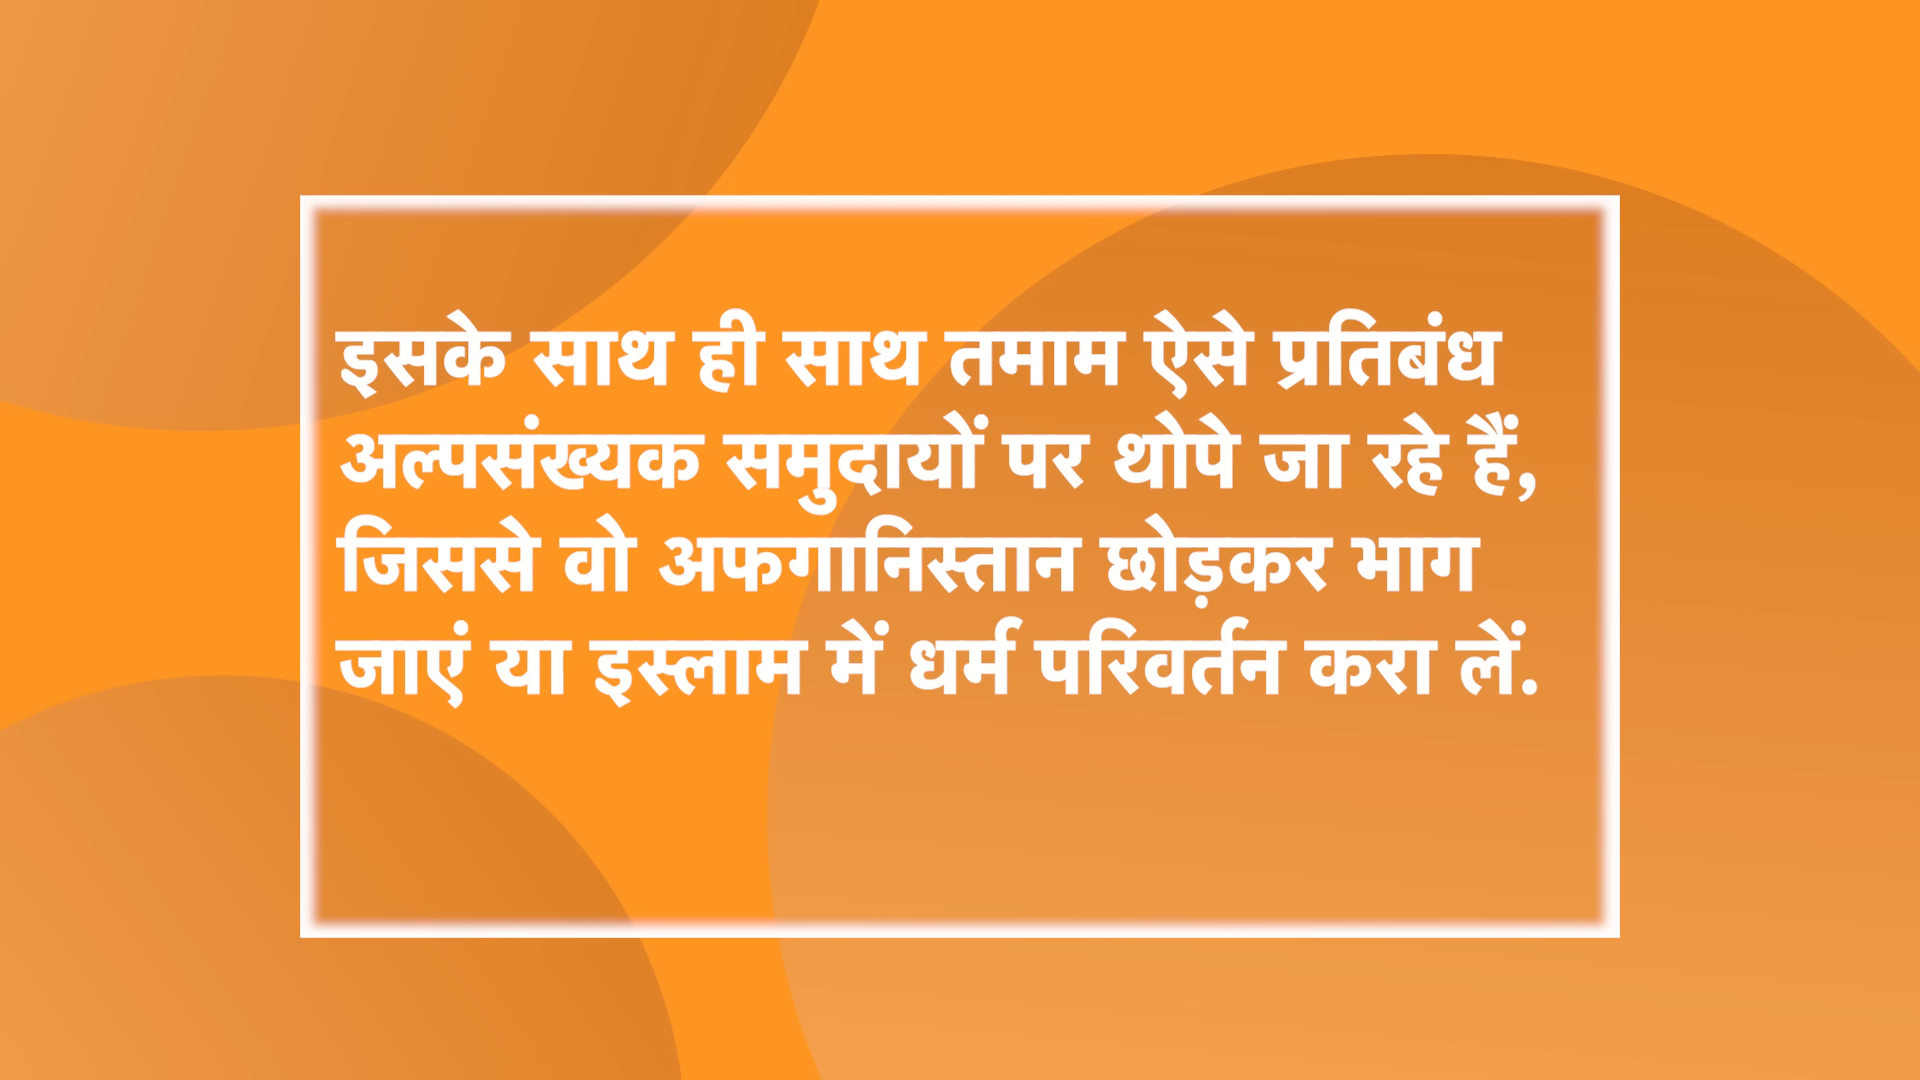 इसके साथ ही साथ तमाम ऐसे प्रतिबंध
अल्पसंख्यक समुदायों पर थोपे जा रहे हैं,
जिससे वो अफगानिस्तान छोड़कर भाग
जाएं या इस्लाम में धर्म परिवर्तन करा लें.